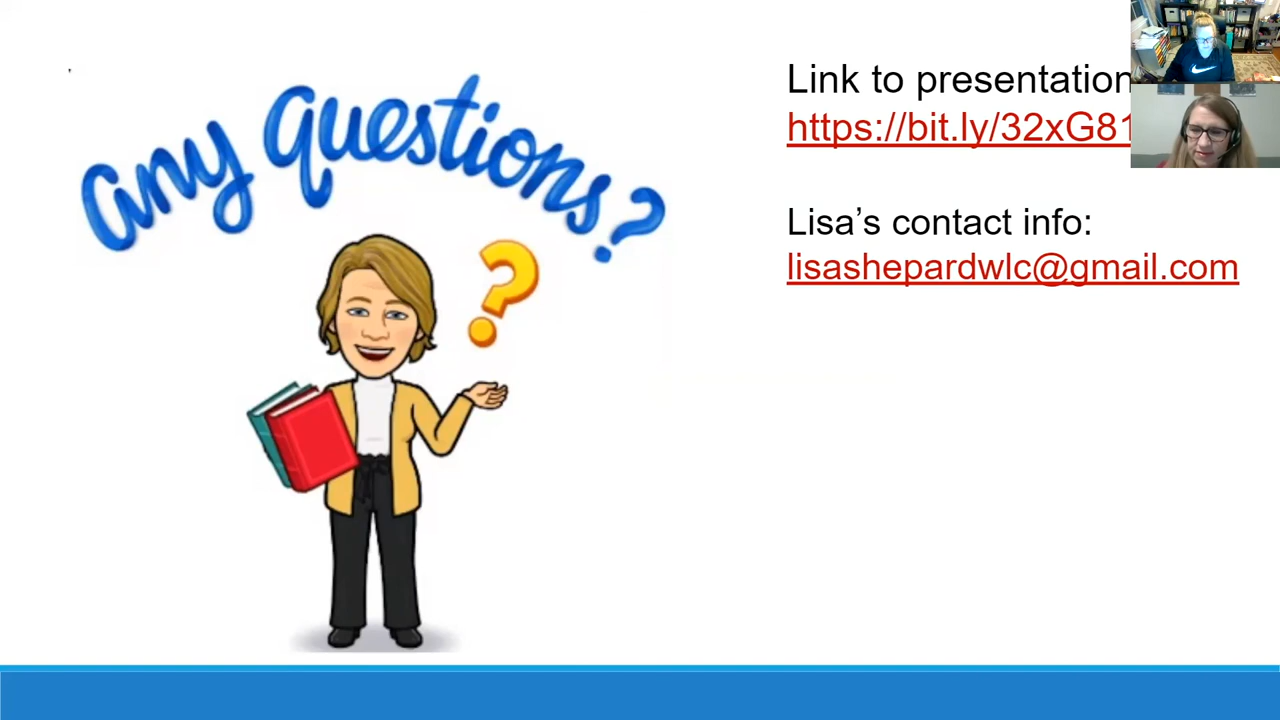 any questions?
Link to presentation
https://bit.ly/32xG81
Lisa’s contact info:
lisashepardwlc@gmail.com